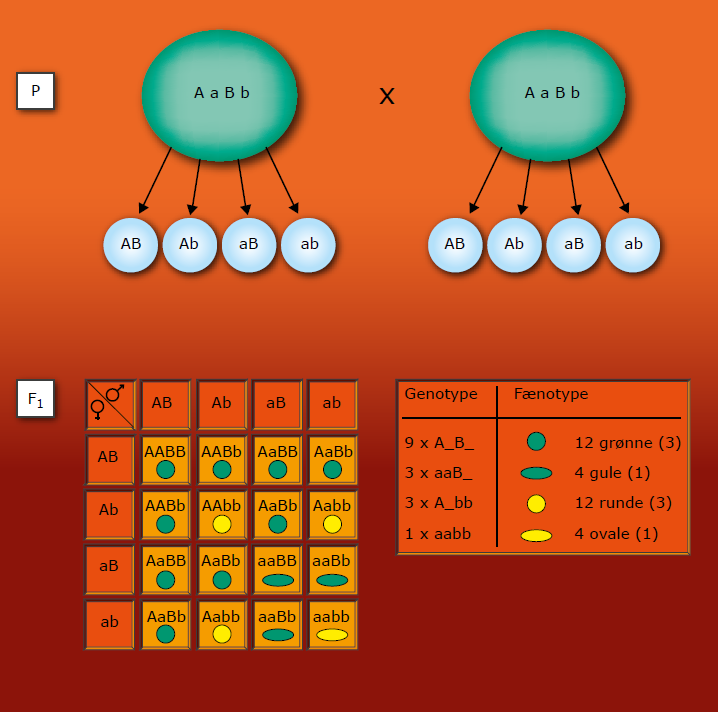 P
A a B b
x
A a B b
AB Ab aB ab
AB Ab aB ab
F1
AB Ab aB ab
AB AABB AABb AaBB AaBb
Ab AABb AAbb AaBb Aabb
aB AaBB AaBb aaBB aaBb
ab AaBb Aabb aaBb aabb
Genotype Fænotype
9 x A_B_ 12 grønne (3)
3 x aaB_ 4 gule (1)
3 x A_bb 12 runde (3)
1 x aabb 4 ovale (1)